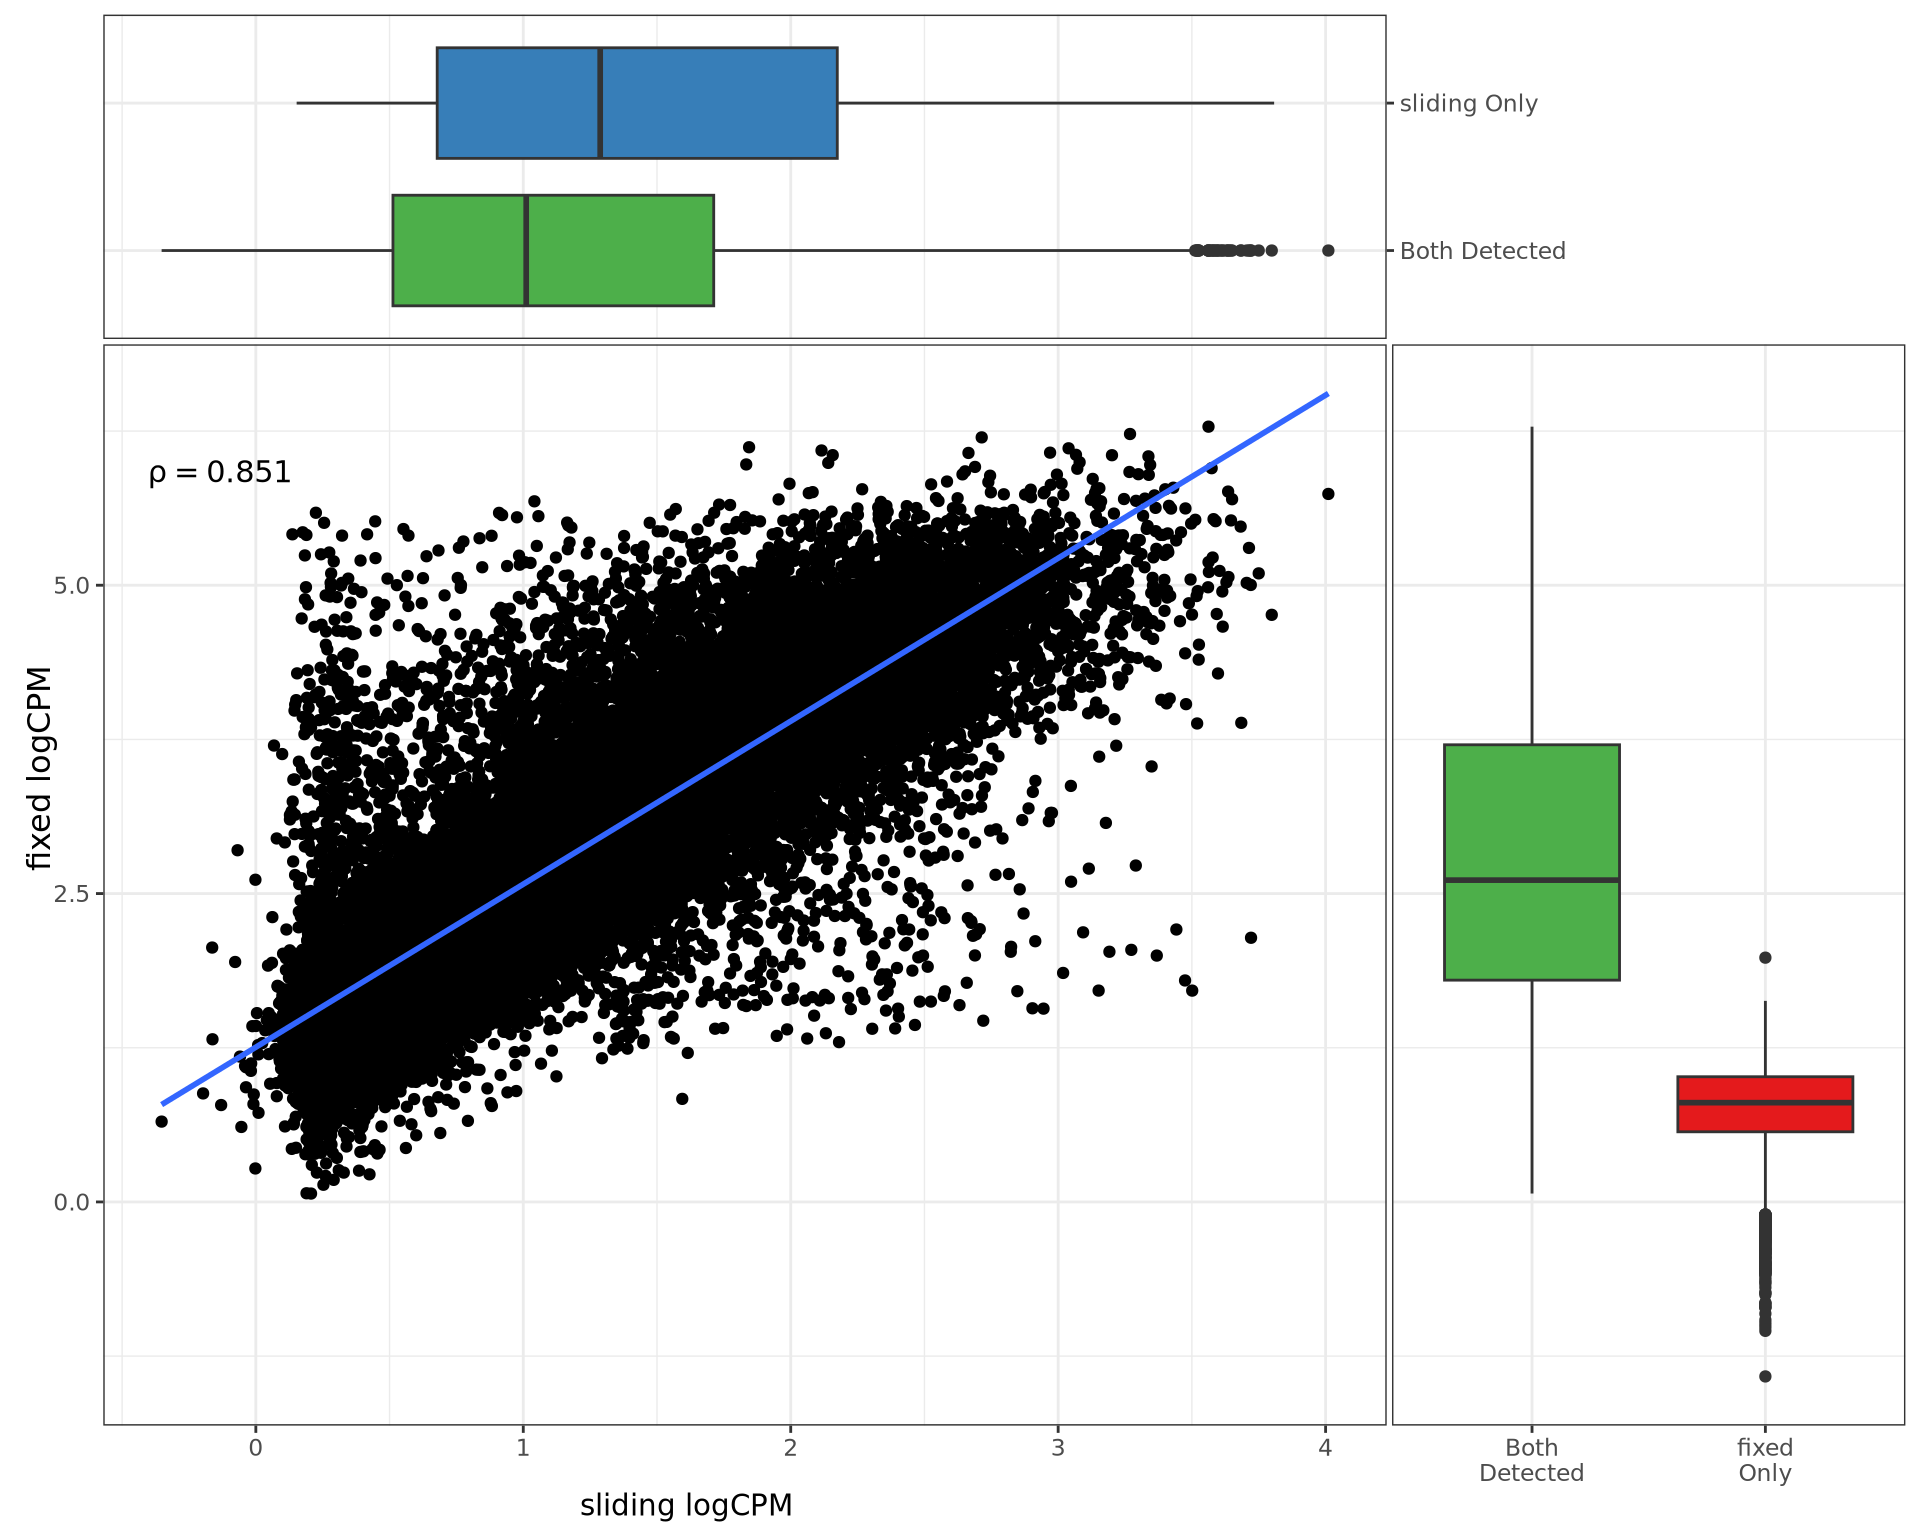 sliding Only
Both Detected
ρ = 0.851
fixed logCPM
5.0
2.5
0.0
0
1
2
3
4
sliding logCPM
Both
Detected
fixed
Only